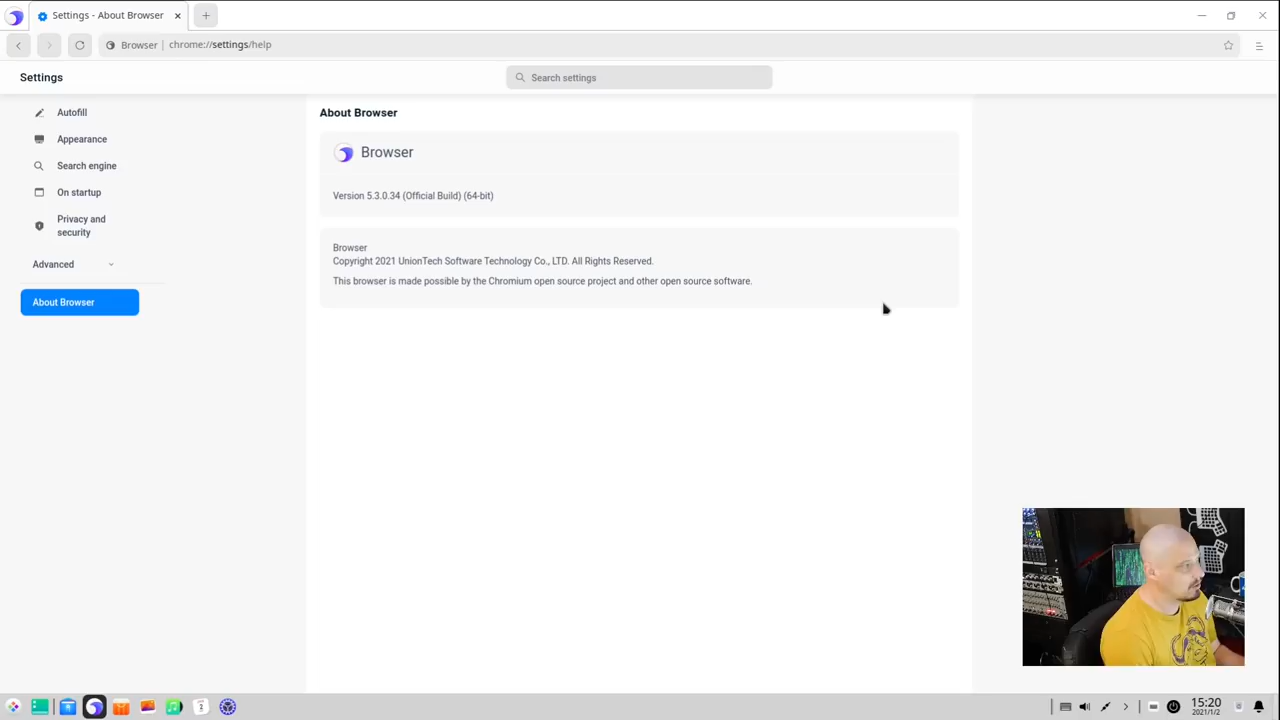 Settings - About Browser
Browser | chrome://settings/help
Settings
Search settings
Autofill
Appearance
Search engine
On startup
Privacy and
security
Advanced
About Browser
About Browser
Browser
Version 5.3.0.34 (Official Build) (64-bit)
Browser
Copyright 2021 UnionTech Software Technology Co., LTD. All Rights Reserved.
This browser is made possible by the Chromium open source project and other open source software.
15:20
2021/1/2